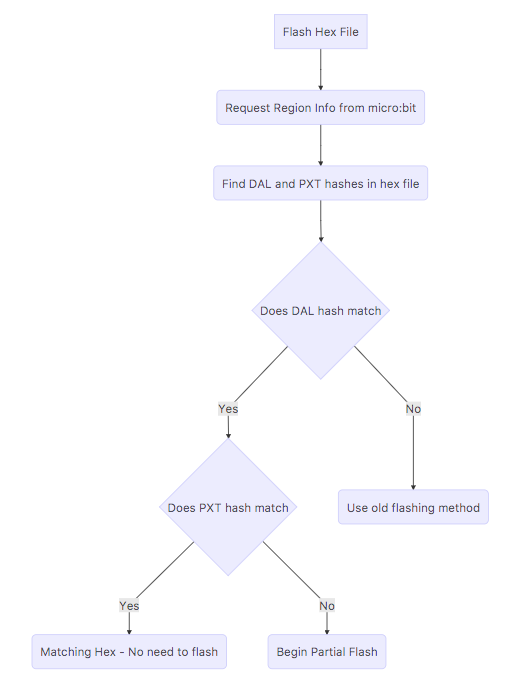 Flash Hex File
Request Region Info from micro:bit
Find DAL and PXT hashes in hex file
Does DAL hash match
Yes
No
Does PXT hash match
Use old flashing method
Yes
No
Matching Hex - No need to flash
Begin Partial Flash